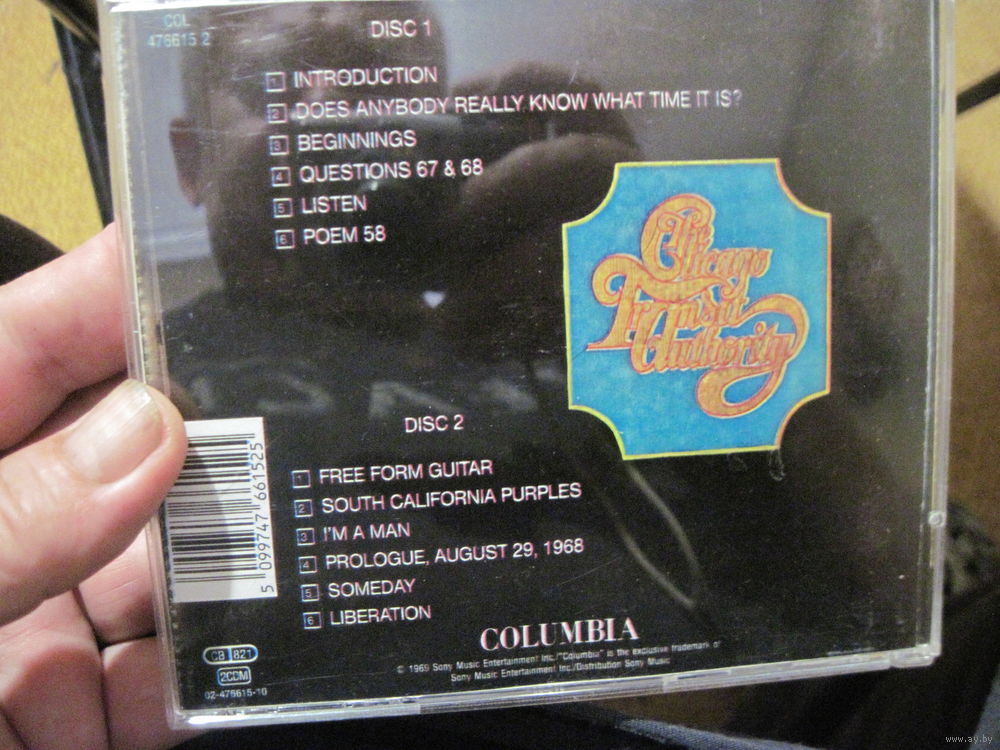 COL
476615 2
DISC 1
1 INTRODUCTION
2 DOES ANYBODY REALLY KNOW WHAT TIME IT IS?
3 BEGINNINGS
4 QUESTIONS 67 & 68
5 LISTEN
6 POEM 58
Chicago
Transit
Authority
DISC 2
1 FREE FORM GUITAR
2 SOUTH CALIFORNIA PURPLES
3 I'M A MAN
4 PROLOGUE, AUGUST 29, 1968
5 SOMEDAY
6 LIBERATION
5 099747 661525
COLUMBIA
© 1969 Sony Music Entertainment Inc./"Columbia" is the exclusive trademark of
Sony Music Entertainment Inc./Distribution Sony Music
CB 821
2CDM
02-476615-10
www.ay.by